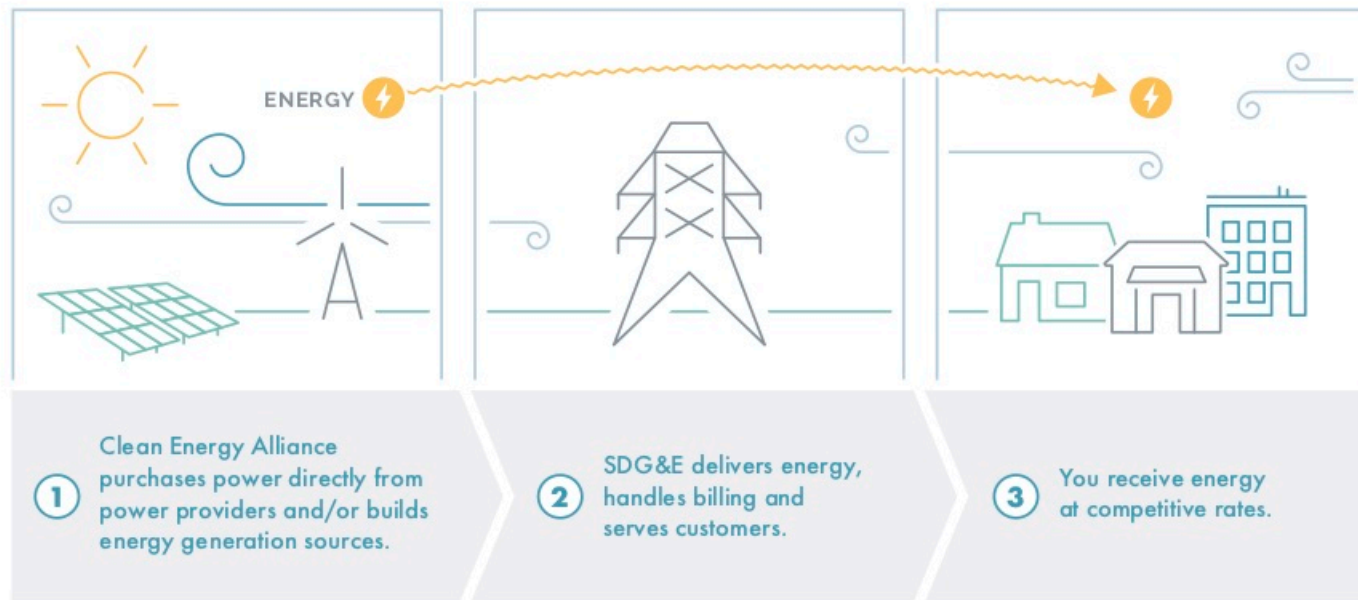 ENERGY
1
Clean Energy Alliance
purchases power directly from
power providers and/or builds
energy generation sources.
2
SDG&E delivers energy,
handles billing and
serves customers.
3
You receive energy
at competitive rates.